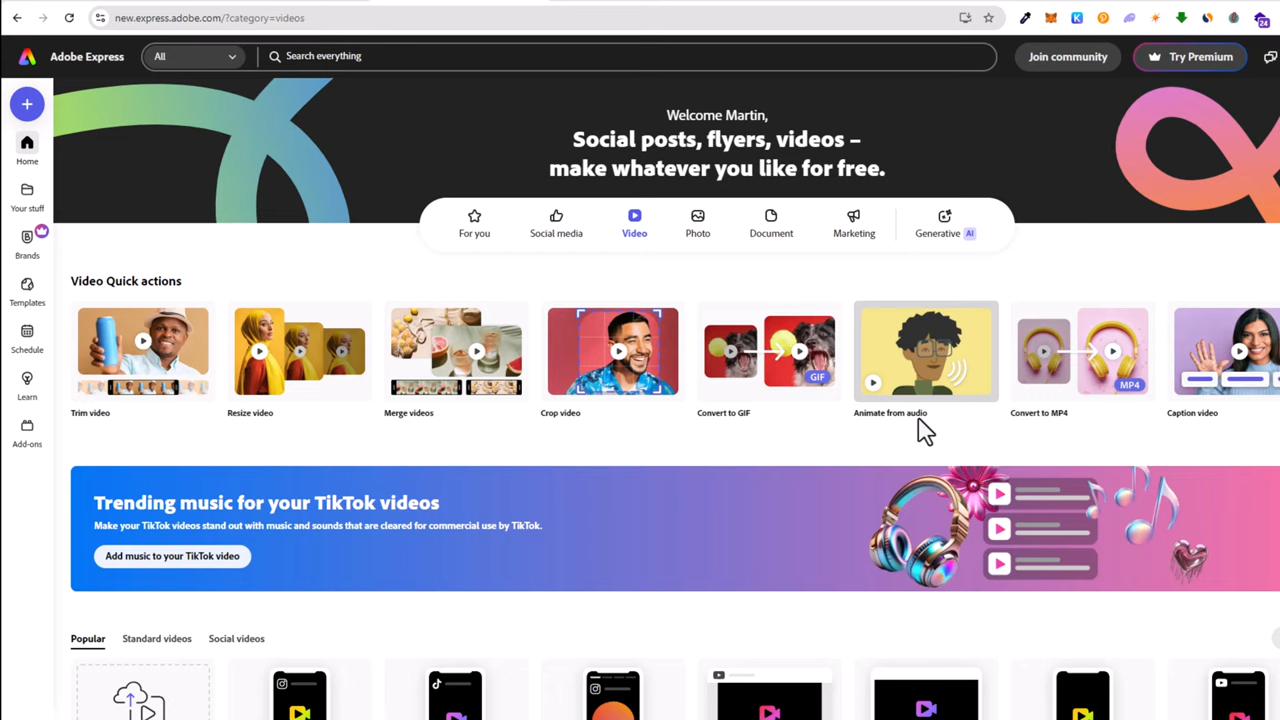 new.express.adobe.com/?category=videos
24
Adobe Express
All
Search everything
Join community
Try Premium
Home
Your stuff
Brands
Templates
Schedule
Learn
Add-ons
Welcome Martin,
Social posts, flyers, videos –
make whatever you like for free.
For you
Social media
Video
Photo
Document
Marketing
Generative AI
Video Quick actions
GIF
MP4
Trim video
Resize video
Merge videos
Crop video
Convert to GIF
Animate from audio
Convert to MP4
Caption video
Trending music for your TikTok videos
Make your TikTok videos stand out with music and sounds that are cleared for commercial use by TikTok.
Add music to your TikTok video
Popular
Standard videos
Social videos